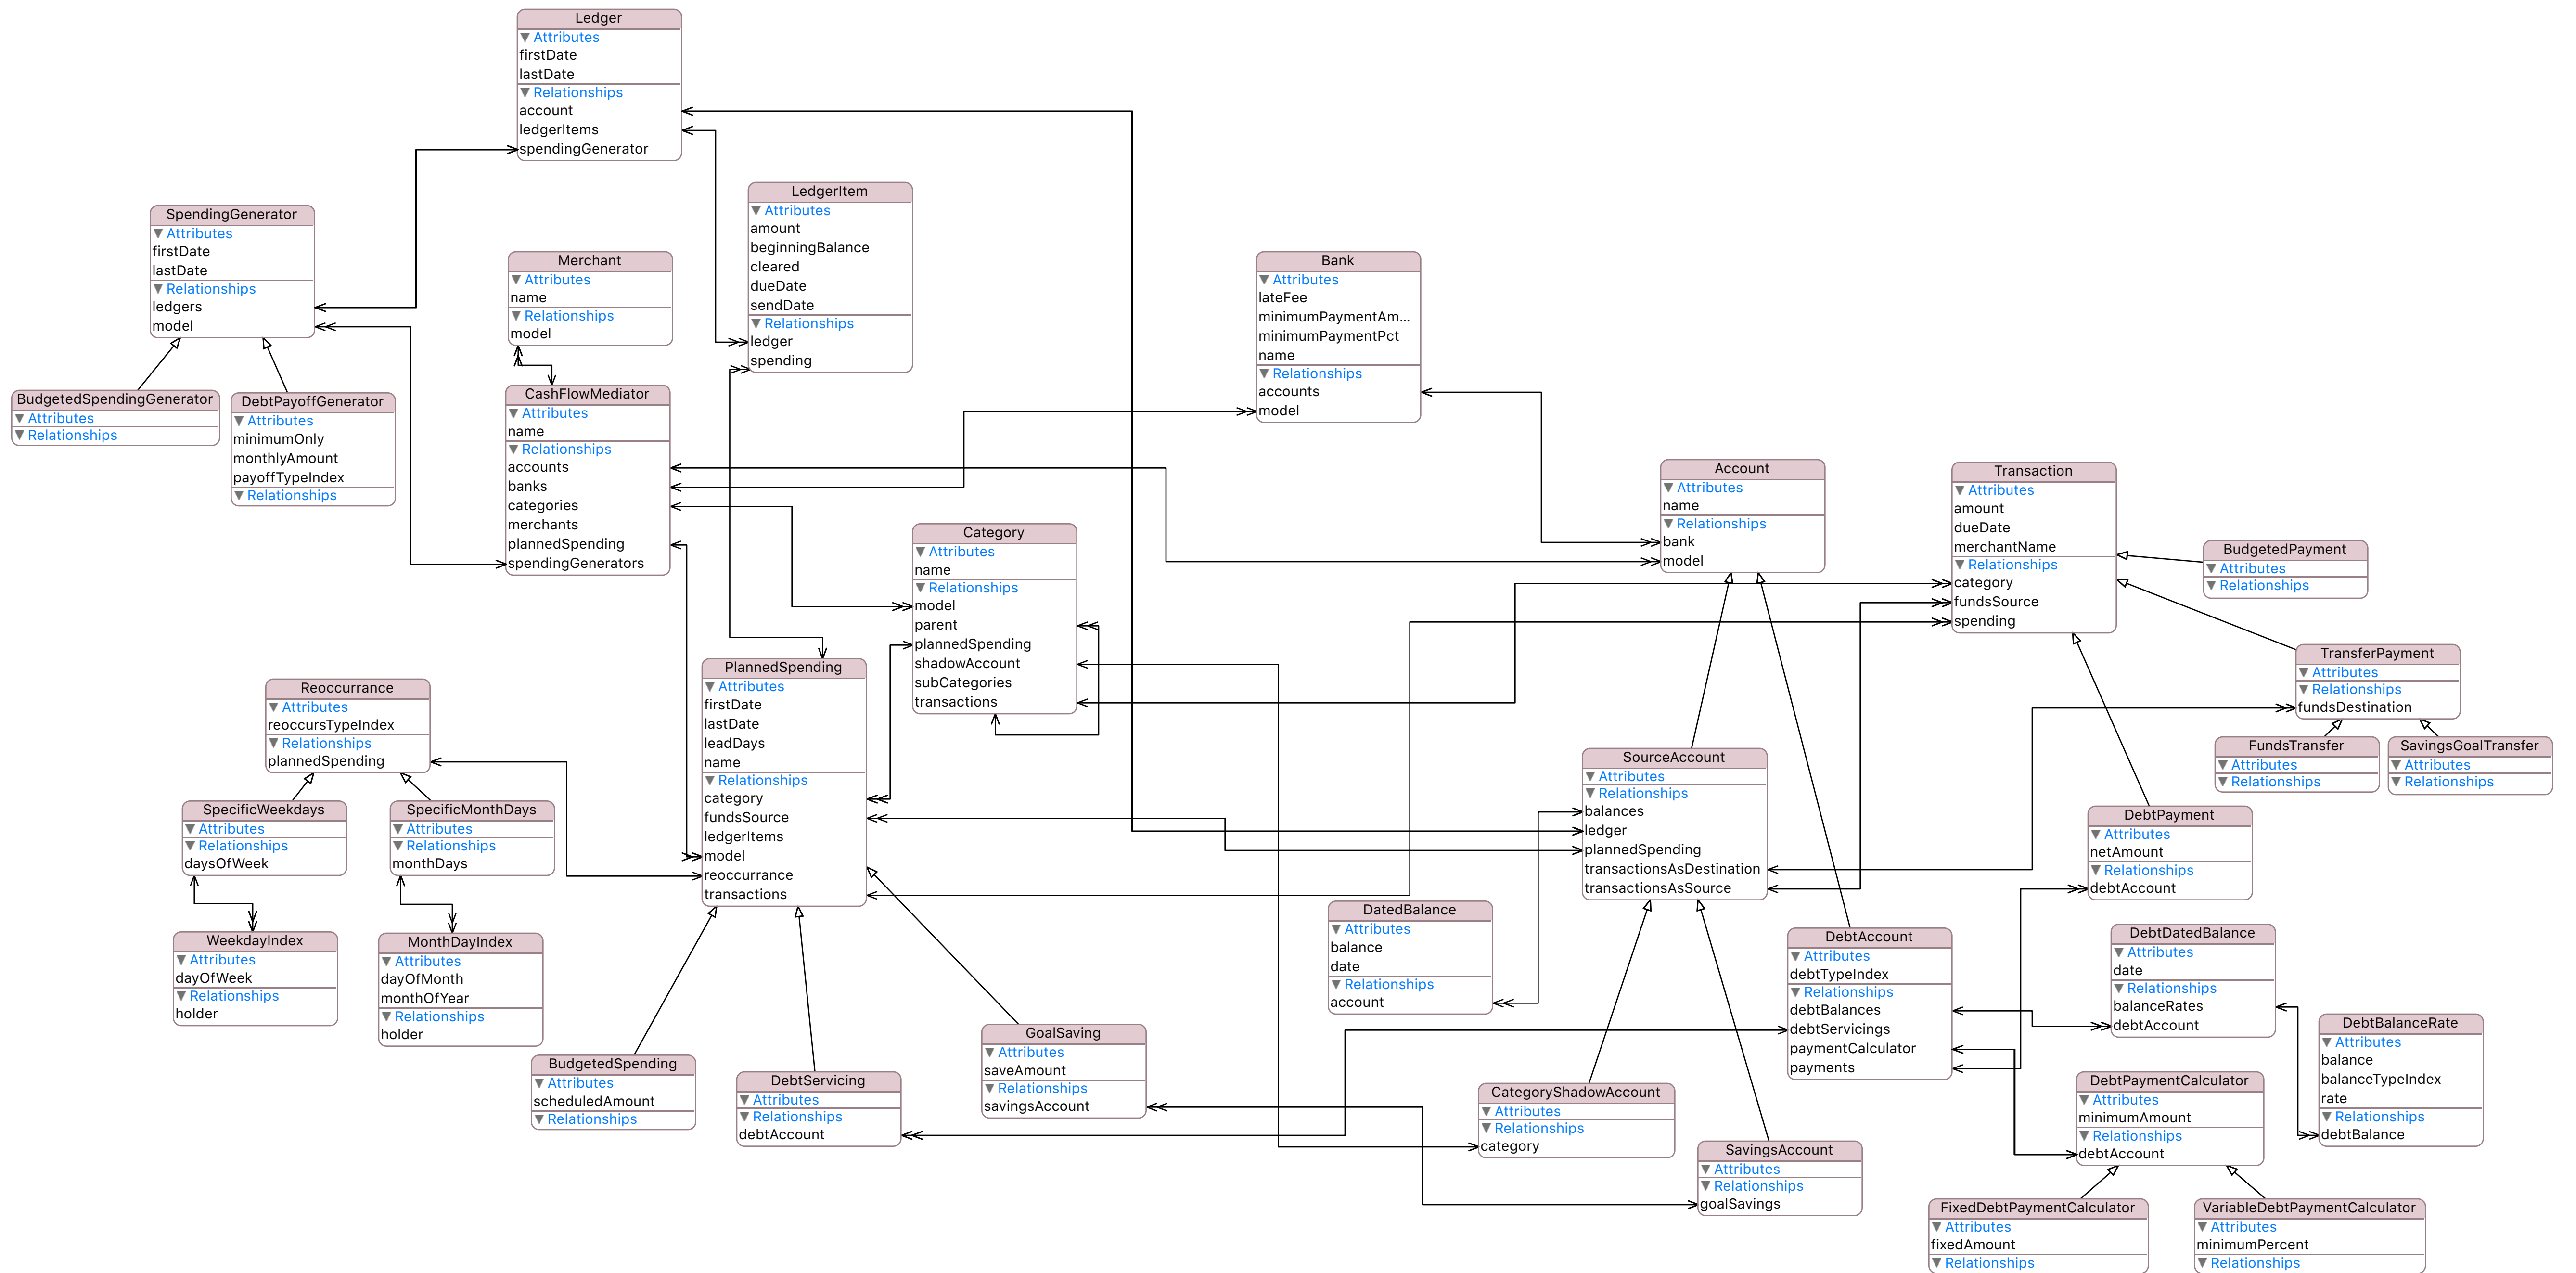 Ledger
Attributes
firstDate
lastDate
Relationships
account
ledgerItems
spendingGenerator
LedgerItem
Attributes
amount
beginningBalance
cleared
dueDate
sendDate
Relationships
ledger
spending
SpendingGenerator
Attributes
firstDate
lastDate
Relationships
ledgers
model
Merchant
Attributes
name
Relationships
model
Bank
Attributes
lateFee
minimumPaymentAm...
minimumPaymentPct
name
Relationships
accounts
model
BudgetedSpendingGenerator
Attributes
Relationships
DebtPayoffGenerator
Attributes
minimumOnly
monthlyAmount
payoffTypeIndex
Relationships
CashFlowMediator
Attributes
name
Relationships
accounts
banks
categories
merchants
plannedSpending
spendingGenerators
Account
Attributes
name
Relationships
bank
model
Transaction
Attributes
amount
dueDate
merchantName
Relationships
category
fundsSource
spending
BudgetedPayment
Attributes
Relationships
Category
Attributes
name
Relationships
model
parent
plannedSpending
shadowAccount
subCategories
transactions
TransferPayment
Attributes
Relationships
fundsDestination
PlannedSpending
Attributes
firstDate
lastDate
leadDays
name
Relationships
category
fundsSource
ledgerItems
model
reoccurrance
transactions
Reoccurrance
Attributes
reoccursTypeIndex
Relationships
plannedSpending
FundsTransfer
Attributes
Relationships
SavingsGoalTransfer
Attributes
Relationships
SourceAccount
Attributes
Relationships
balances
ledger
plannedSpending
transactionsAsDestination
transactionsAsSource
SpecificWeekdays
Attributes
Relationships
daysOfWeek
SpecificMonthDays
Attributes
Relationships
monthDays
DebtPayment
Attributes
netAmount
Relationships
debtAccount
DatedBalance
Attributes
balance
date
Relationships
account
WeekdayIndex
Attributes
dayOfWeek
Relationships
holder
MonthDayIndex
Attributes
dayOfMonth
monthOfYear
Relationships
holder
DebtAccount
Attributes
debtTypeIndex
Relationships
debtBalances
debtServicings
paymentCalculator
payments
DebtDatedBalance
Attributes
date
Relationships
balanceRates
debtAccount
DebtBalanceRate
Attributes
balance
balanceTypeIndex
rate
Relationships
debtBalance
GoalSaving
Attributes
saveAmount
Relationships
savingsAccount
BudgetedSpending
Attributes
scheduledAmount
Relationships
DebtServicing
Attributes
Relationships
debtAccount
CategoryShadowAccount
Attributes
Relationships
category
DebtPaymentCalculator
Attributes
minimumAmount
Relationships
debtAccount
SavingsAccount
Attributes
Relationships
goalSavings
FixedDebtPaymentCalculator
Attributes
fixedAmount
Relationships
VariableDebtPaymentCalculator
Attributes
minimumPercent
Relationships